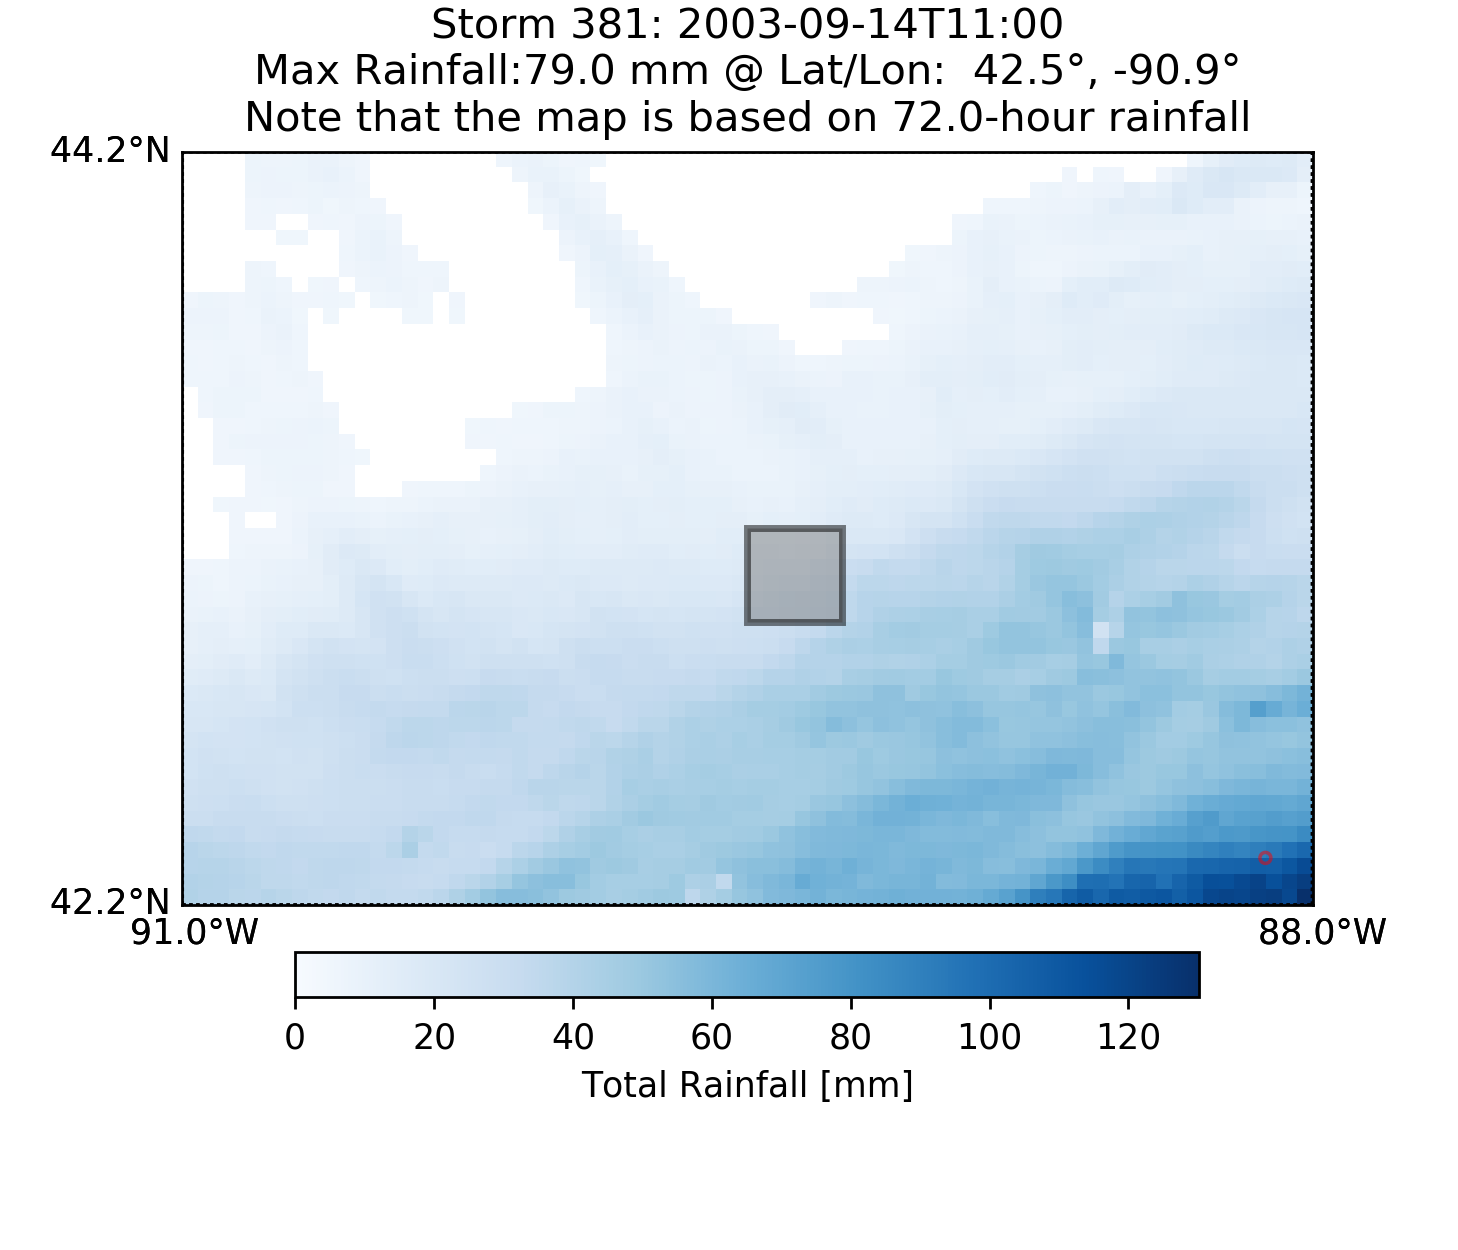 Storm 381: 2003-09-14T11:00
Max Rainfall:79.0 mm @ Lat/Lon:  42.5°, -90.9°
Note that the map is based on 72.0-hour rainfall
44.2°N
42.2°N
91.0°W 88.0°W
0 20 40 60 80 100 120
Total Rainfall [mm]